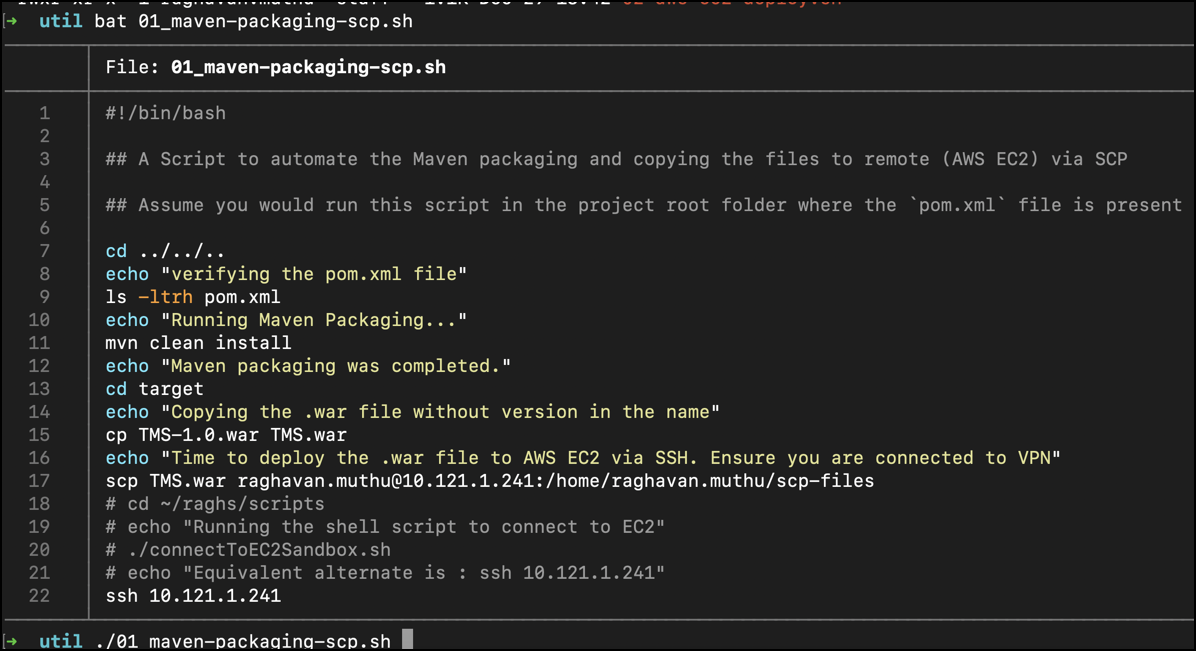 → util bat 01_maven-packaging-scp.sh
File: 01_maven-packaging-scp.sh
1 #!/bin/bash
2
3 ## A Script to automate the Maven packaging and copying the files to remote (AWS EC2) via SCP
4
5 ## Assume you would run this script in the project root folder where the `pom.xml` file is present
6
7 cd ../../..
8 echo "verifying the pom.xml file"
9 ls -ltrh pom.xml
10 echo "Running Maven Packaging..."
11 mvn clean install
12 echo "Maven packaging was completed."
13 cd target
14 echo "Copying the .war file without version in the name"
15 cp TMS-1.0.war TMS.war
16 echo "Time to deploy the .war file to AWS EC2 via SSH. Ensure you are connected to VPN"
17 scp TMS.war raghavan.muthu@10.121.1.241:/home/raghavan.muthu/scp-files
18 # cd ~/raghs/scripts
19 # echo "Running the shell script to connect to EC2"
20 # ./connectToEC2Sandbox.sh
21 # echo "Equivalent alternate is : ssh 10.121.1.241"
22 ssh 10.121.1.241
→ util ./01_maven-packaging-scp.sh